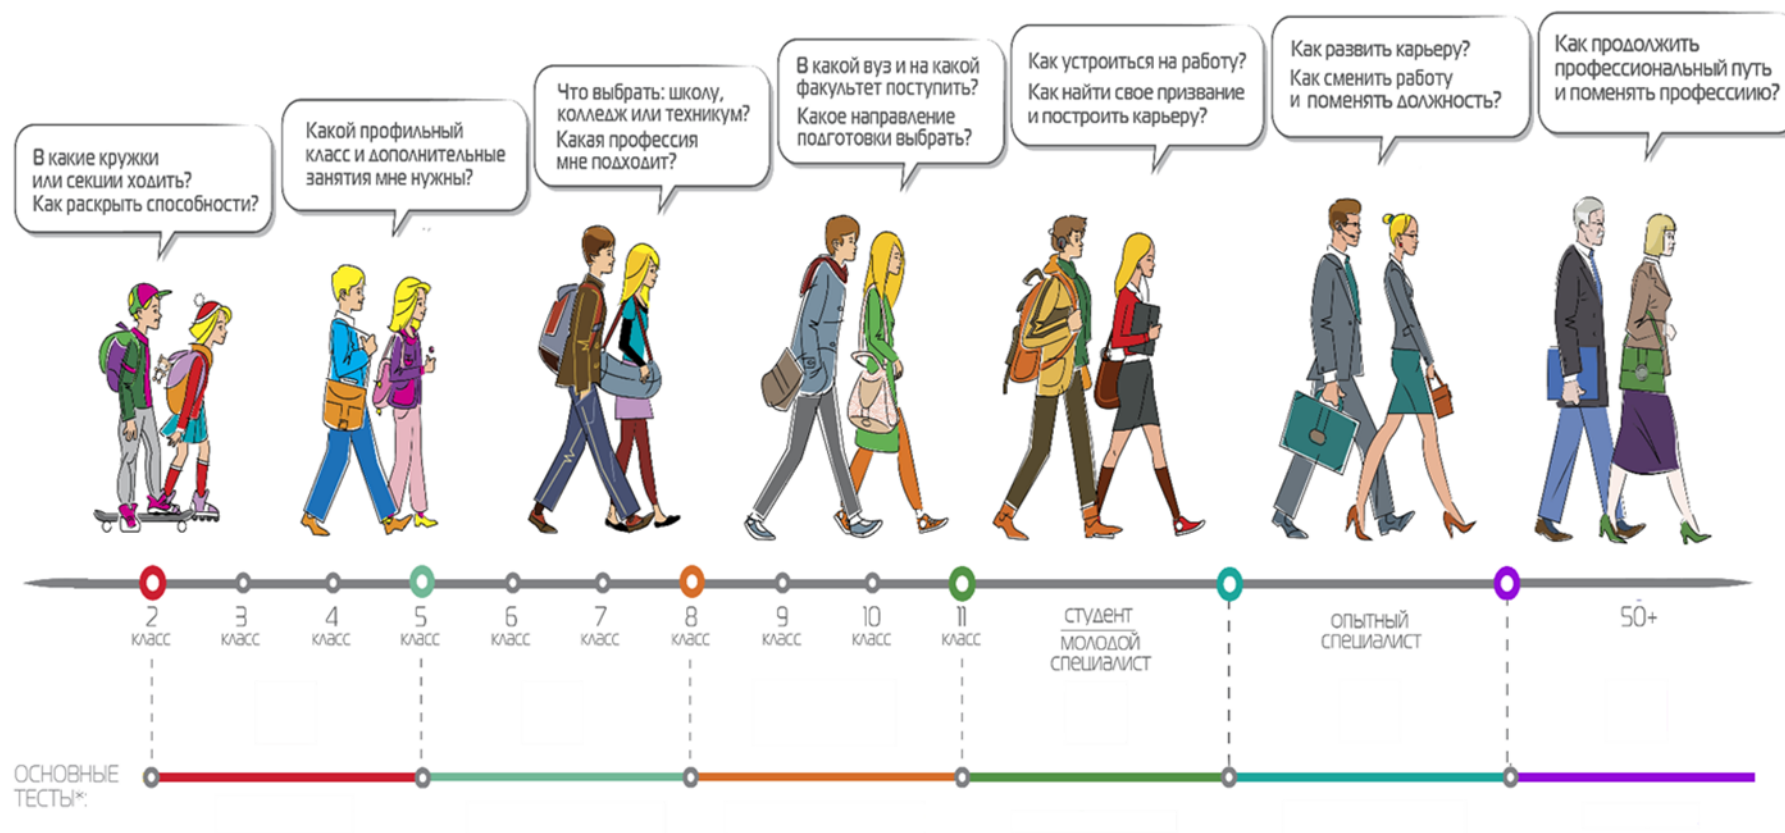 В какие кружки
или секции ходить?
Как раскрыть способности?
Какой профильный
класс и дополнительные
занятия мне нужны?
Что выбрать: школу,
колледж или техникум?
Какая профессия
мне подходит?
В какой вуз и на какой
факультет поступить?
Какое направление
подготовки выбрать?
Как устроиться на работу?
Как найти свое призвание
и построить карьеру?
Как развить карьеру?
Как сменить работу
и поменять должность?
Как продолжить
профессиональный путь
и поменять профессиию?
2
класс
3
класс
4
класс
5
класс
6
класс
7
класс
8
класс
9
класс
10
класс
11
класс
студент
молодой
специалист
опытный
специалист
50+
ОСНОВНЫЕ
ТЕСТЫ*: